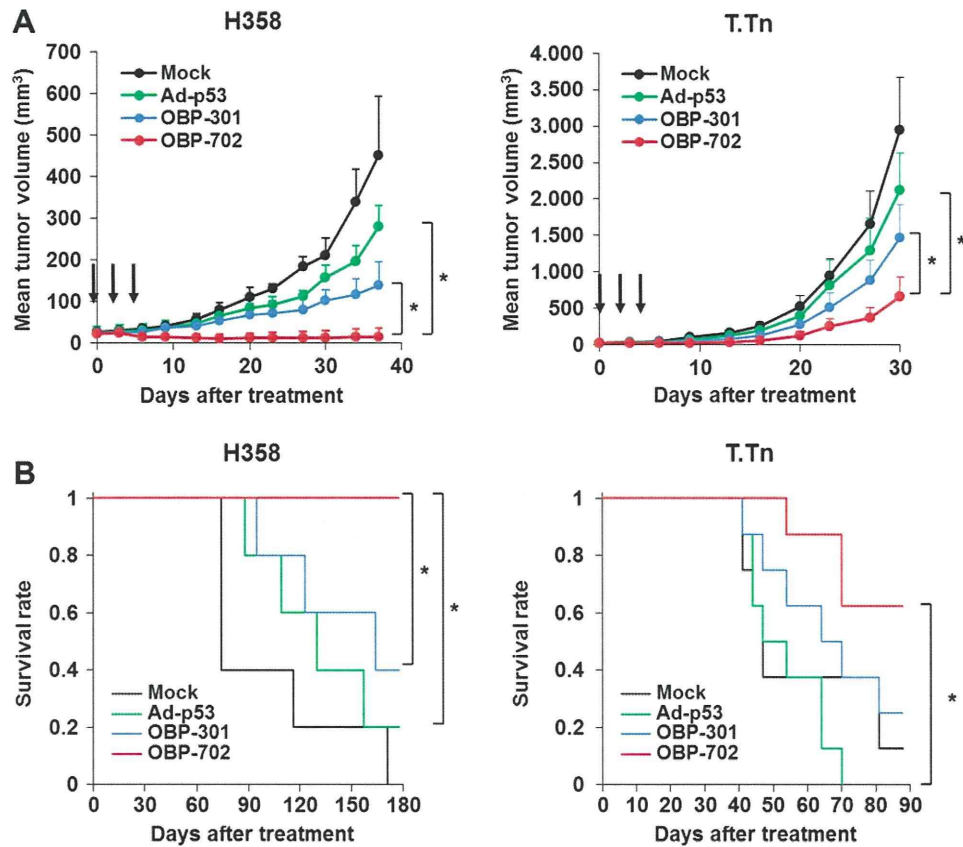 A
H358
T.Tn
Mean tumor volume (mm³)
700
600
500
400
300
200
100
0
Mock
Ad-p53
OBP-301
OBP-702
*
*
0 10 20 30 40
Days after treatment
Mean tumor volume (mm³)
4.000
3.500
3.000
2.500
2.000
1.500
1.000
500
0
Mock
Ad-p53
OBP-301
OBP-702
*
*
0 10 20 30
Days after treatment
B
H358
T.Tn
Survival rate
1
0.8
0.6
0.4
0.2
0
Mock
Ad-p53
OBP-301
OBP-702
*
*
0 30 60 90 120 150 180
Days after treatment
Survival rate
1
0.8
0.6
0.4
0.2
0
Mock
Ad-p53
OBP-301
OBP-702
*
0 10 20 30 40 50 60 70 80 90
Days after treatment